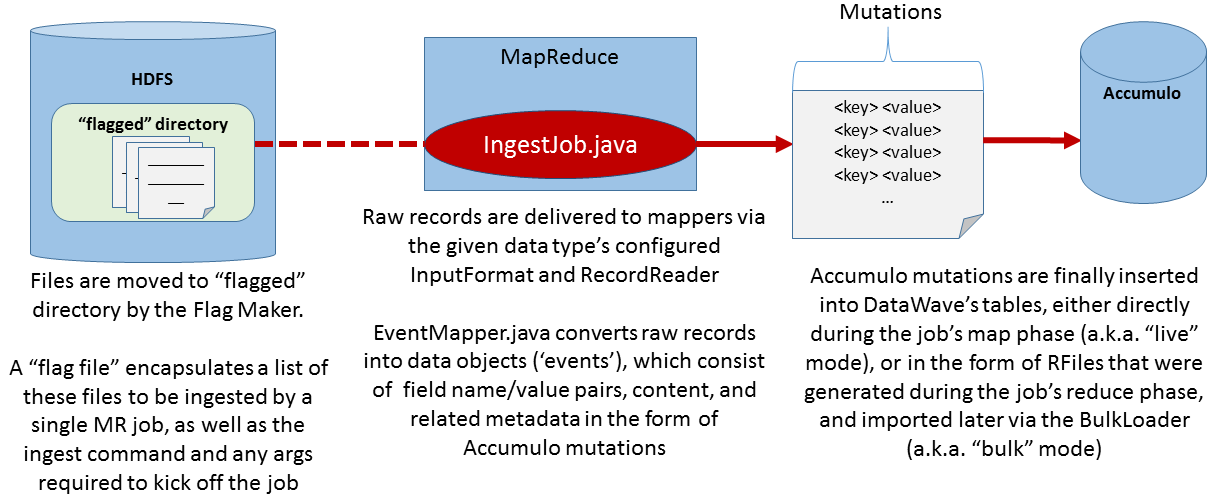 HDFS
“flagged” directory
Files are moved to “flagged”
directory by the Flag Maker.
A “flag file” encapsulates a list of
these files to be ingested by a
single MR job, as well as the
ingest command and any args
required to kick off the job
MapReduce
IngestJob.java
Raw records are delivered to mappers via
the given data type’s configured
InputFormat and RecordReader
EventMapper.java converts raw records
into data objects (‘events’), which consist
of field name/value pairs, content, and
related metadata in the form of
Accumulo mutations
Mutations
<key> <value>
<key> <value>
<key> <value>
<key> <value>
...
Accumulo
Accumulo mutations are finally inserted
into DataWave’s tables, either directly
during the job’s map phase (a.k.a. “live”
mode), or in the form of RFiles that were
generated during the job’s reduce phase,
and imported later via the BulkLoader
(a.k.a. “bulk” mode)